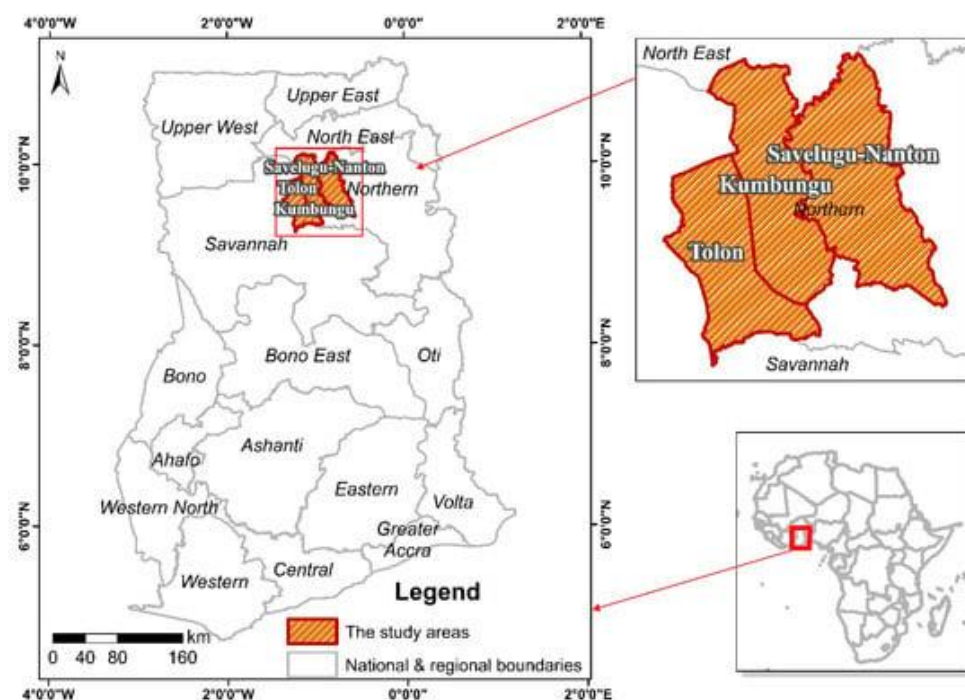 4°0'0"W
2°0'0"W
0°0'0"
2°0'0"E
N
10°0'0"N
8°0'0"N
6°0'0"N
Upper East
Upper West
North East
Savelugu-Nanton
Tolon
Northern
Kumbungu
Savannah
Bono East
Oti
Bono
Ashanti
Ahafo
Eastern
Western North
Volta
Greater
Accra
Central
Western
Legend
The study areas
National & regional boundaries
km
0 40 80 160
10°0'0"N
8°0'0"N
6°0'0"N
4°0'0"W
2°0'0"W
0°0'0"
2°0'0"E
North East
Savelugu-Nanton
Kumbungu
Northern
Tolon
Savannah